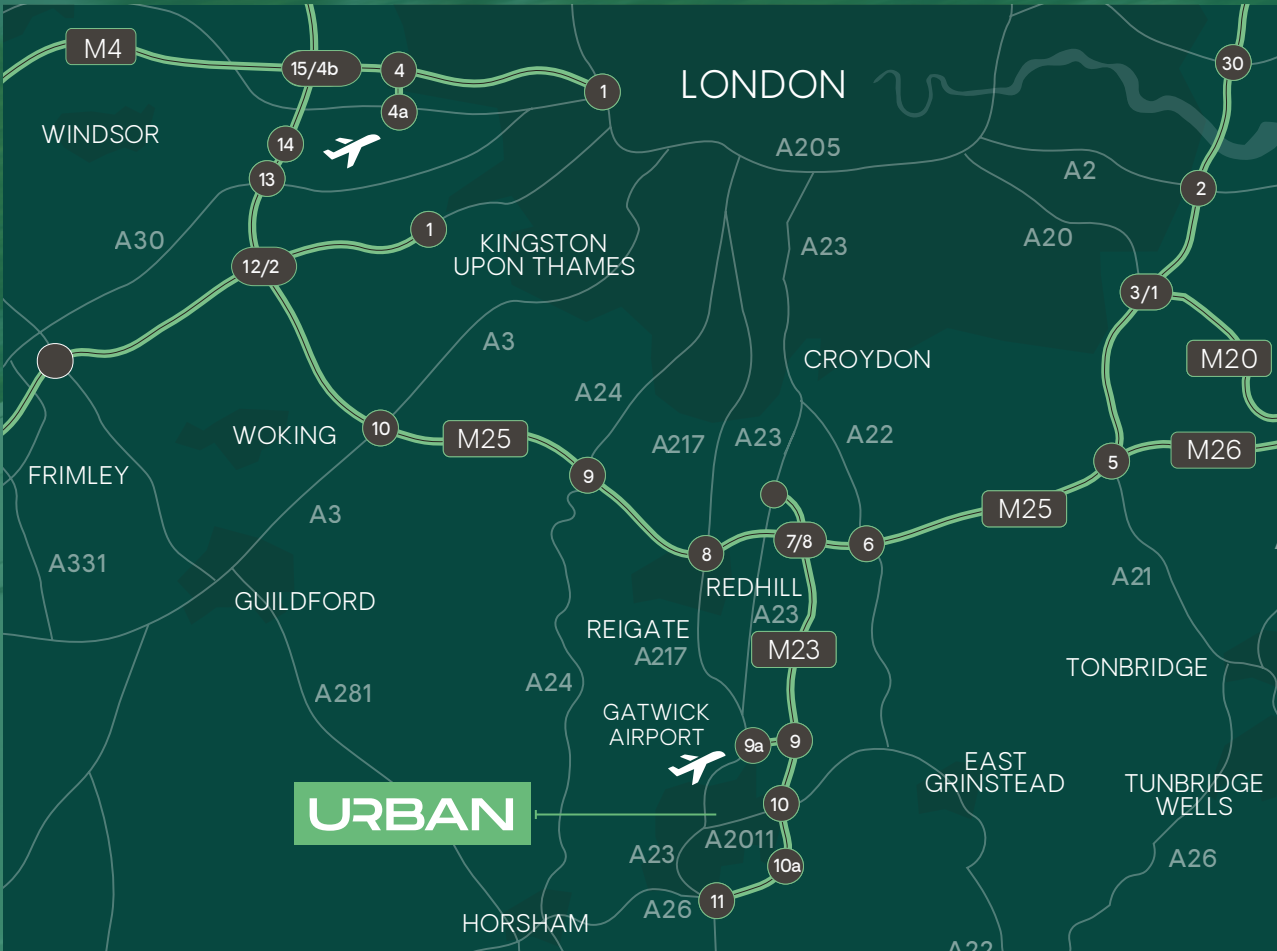 M4
15/4b
4
1
30
LONDON
4a
WINDSOR
14
A205
13
A2
2
1
A30
A23
A20
KINGSTON
UPON THAMES
12/2
3/1
A3
CROYDON
M20
A24
10
WOKING
M25
A217
A23
A22
M26
5
FRIMLEY
9
M25
A3
7/8
6
8
A331
REDHILL
A21
GUILDFORD
A23
REIGATE
A217
M23
TONBRIDGE
A24
A281
GATWICK
AIRPORT
9a
9
EAST
GRINSTEAD
TUNBRIDGE
WELLS
10
URBAN
A2011
A23
10a
A26
11
A26
HORSHAM